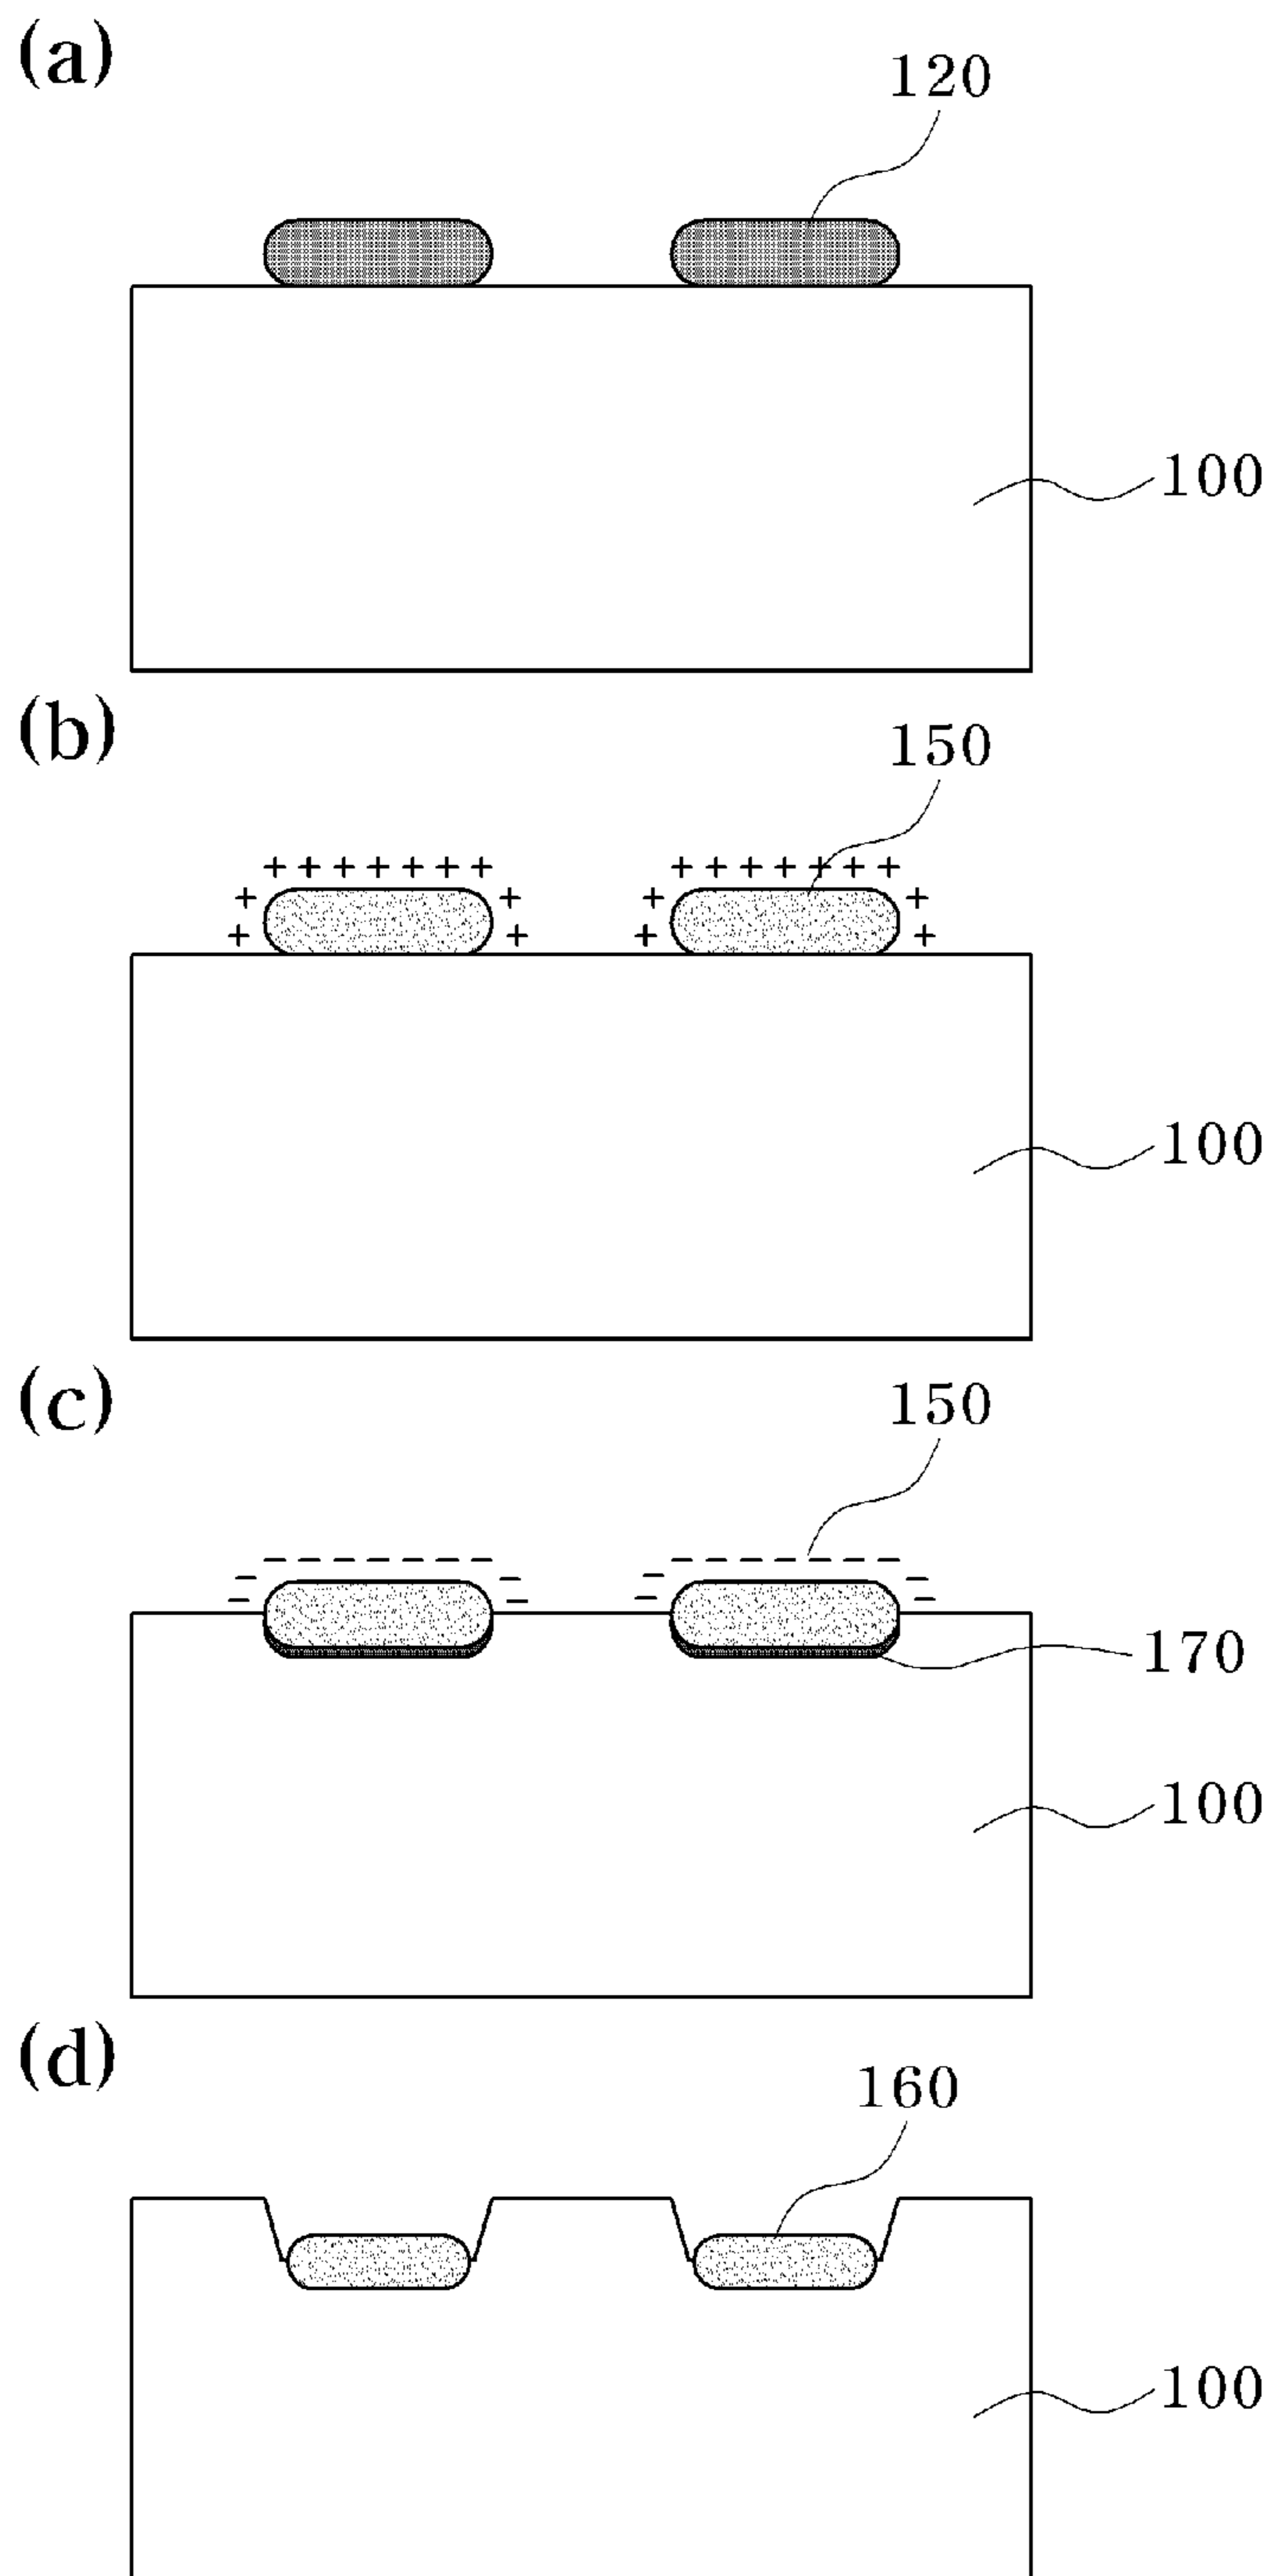 (a)
120
100
(b)
150
+ + + + + + + + + + + + + +
+ + + +
+ + + +
100
(c)
150
− − − − − − − − − − − − − −
− − − −
− − − −
170
100
(d)
160
100